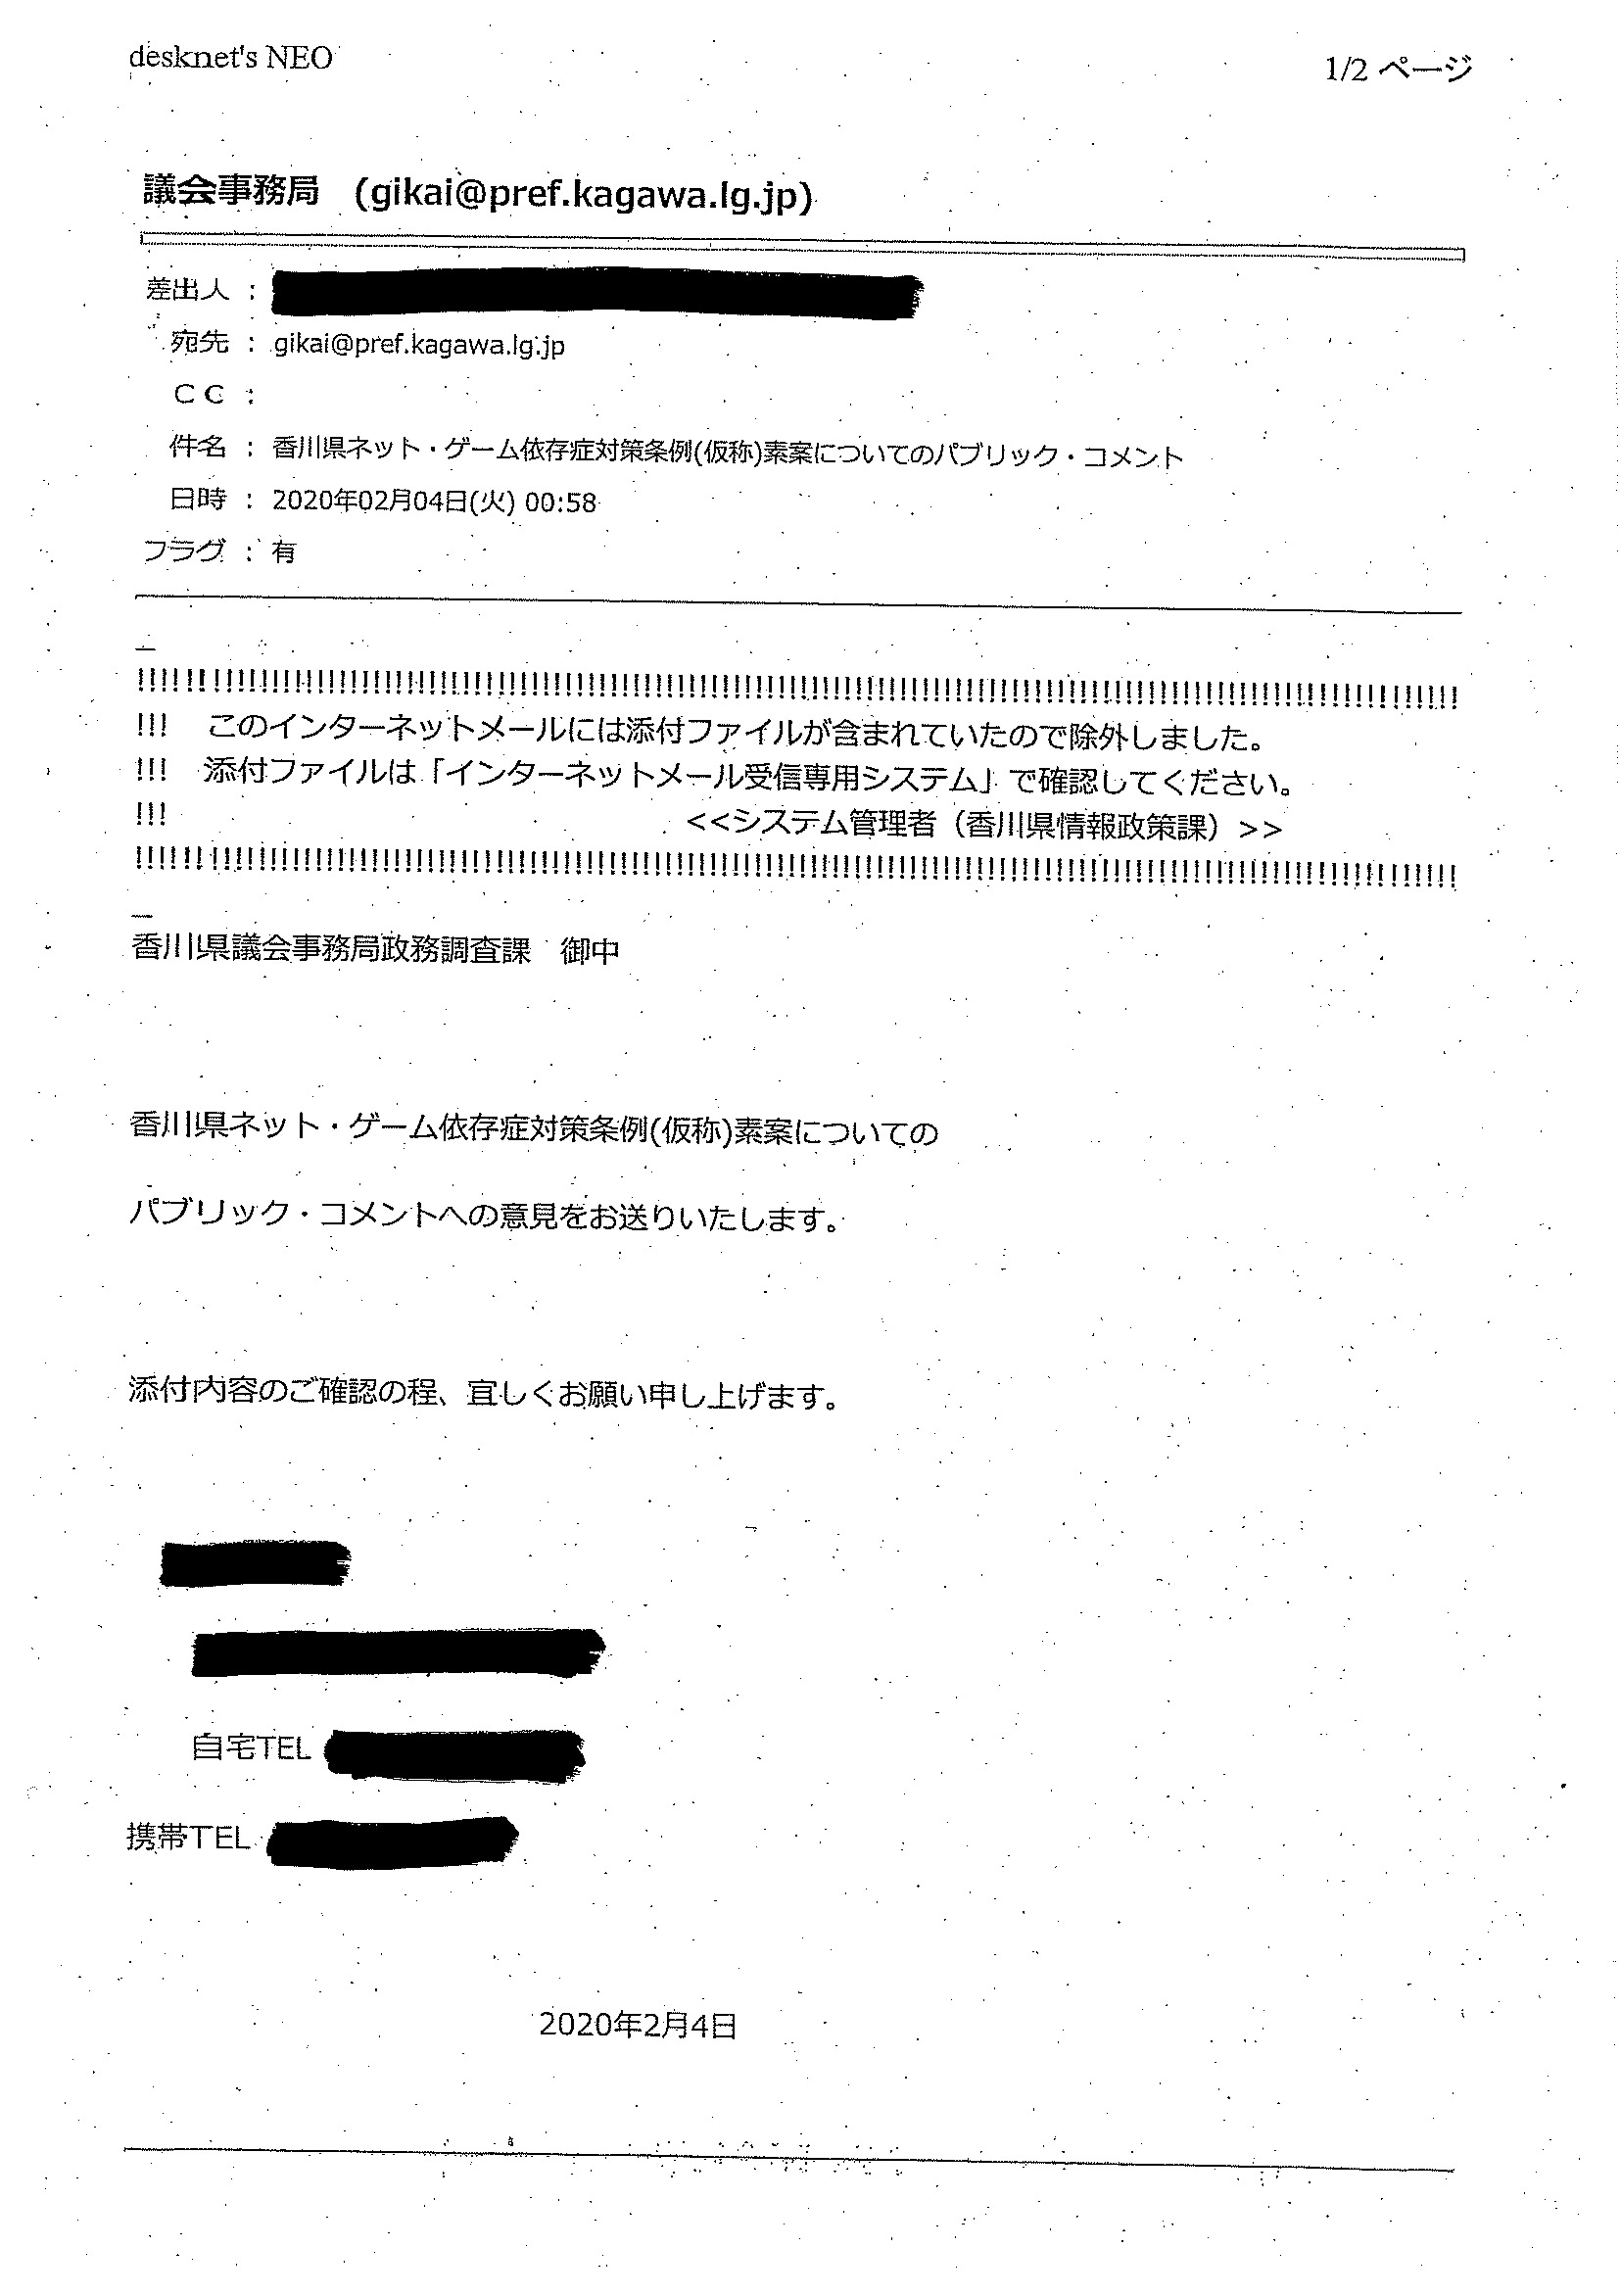 desknet's NEO
1/2 ページ
議会事務局 (gikai@pref.kagawa.lg.jp)
差出人 :
宛先 : gikai@pref.kagawa.lg.jp
CC :
件名 : 香川県ネット・ゲーム依存症対策条例(仮称)素案についてのパブリック・コメント
日時 : 2020年02月04日(火) 00:58
フラグ : 有
!!!!!!!!!!!!!!!!!!!!!!!!!!!!!!!!!!!!!!!!!!!!!!!!!!!!!!!!!!!!!!!!!!!!!!!!!!!!!!!!!!!!!!!!!!!!!!!!!!!!
!!! このインターネットメールには添付ファイルが含まれていたので除外しました。
!!! 添付ファイルは「インターネットメール受信専用システム」で確認してください。
!!! <<システム管理者（香川県情報政策課）>>
!!!!!!!!!!!!!!!!!!!!!!!!!!!!!!!!!!!!!!!!!!!!!!!!!!!!!!!!!!!!!!!!!!!!!!!!!!!!!!!!!!!!!!!!!!!!!!!!!!!!
香川県議会事務局政務調査課 御中
香川県ネット・ゲーム依存症対策条例(仮称)素案についての
パブリック・コメントへの意見をお送りいたします。
添付内容のご確認の程、宜しくお願い申し上げます。
自宅TEL
携帯TEL
2020年2月4日